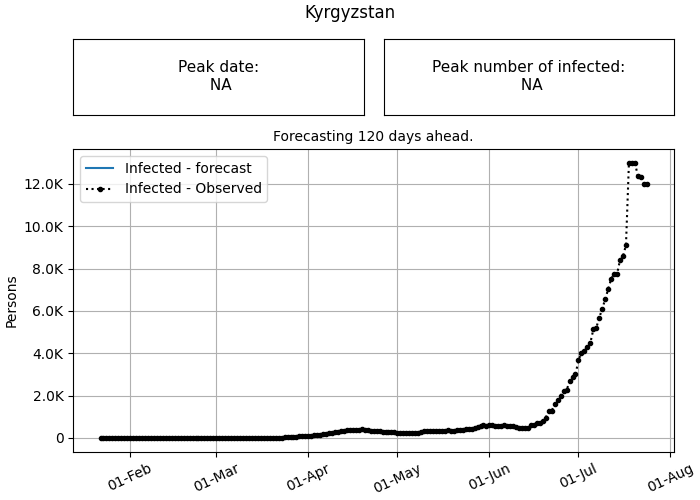 Kyrgyzstan
Peak date:
NA
Peak number of infected:
NA
Forecasting 120 days ahead.
Infected - forecast
Infected - Observed
12.0K
10.0K
8.0K
6.0K
4.0K
2.0K
0
Persons
01-Feb
01-Mar
01-Apr
01-May
01-Jun
01-Jul
01-Aug